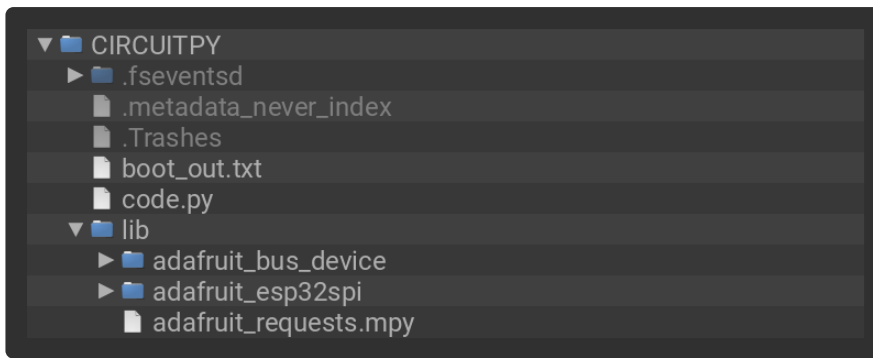 CIRCUITPY
.fseventsd
.metadata_never_index
.Trashes
boot_out.txt
code.py
lib
adafruit_bus_device
adafruit_esp32spi
adafruit_requests.mpy